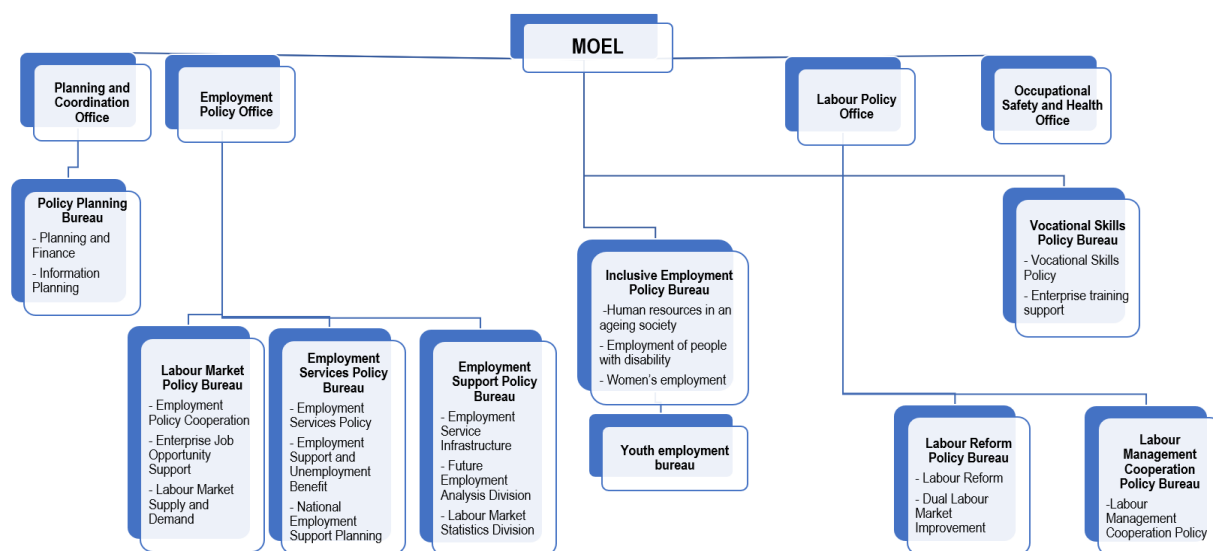 MOEL
Planning and
Coordination
Office
Employment
Policy Office
Labour Policy
Office
Occupational
Safety and Health
Office
Policy Planning
Bureau
- Planning and
Finance
- Information
Planning
Vocational Skills
Policy Bureau
- Vocational Skills
Policy
- Enterprise training
support
Inclusive Employment
Policy Bureau
-Human resources in an
ageing society
- Employment of people
with disability
- Women's employment
Youth employment
bureau
Labour Market
Policy Bureau
- Employment
Policy Cooperation
- Enterprise Job
Opportunity
Support
- Labour Market
Supply and
Demand
Employment
Services Policy
Bureau
- Employment
Services Policy
- Employment
Support and
Unemployment
Benefit
- National
Employment
Support Planning
Employment
Support Policy
Bureau
- Employment
Service
Infrastructure
- Future
Employment
Analysis Division
- Labour Market
Statistics Division
Labour Reform
Policy Bureau
- Labour Reform
- Dual Labour
Market
Improvement
Labour
Management
Cooperation
Policy Bureau
-Labour
Management
Cooperation Policy